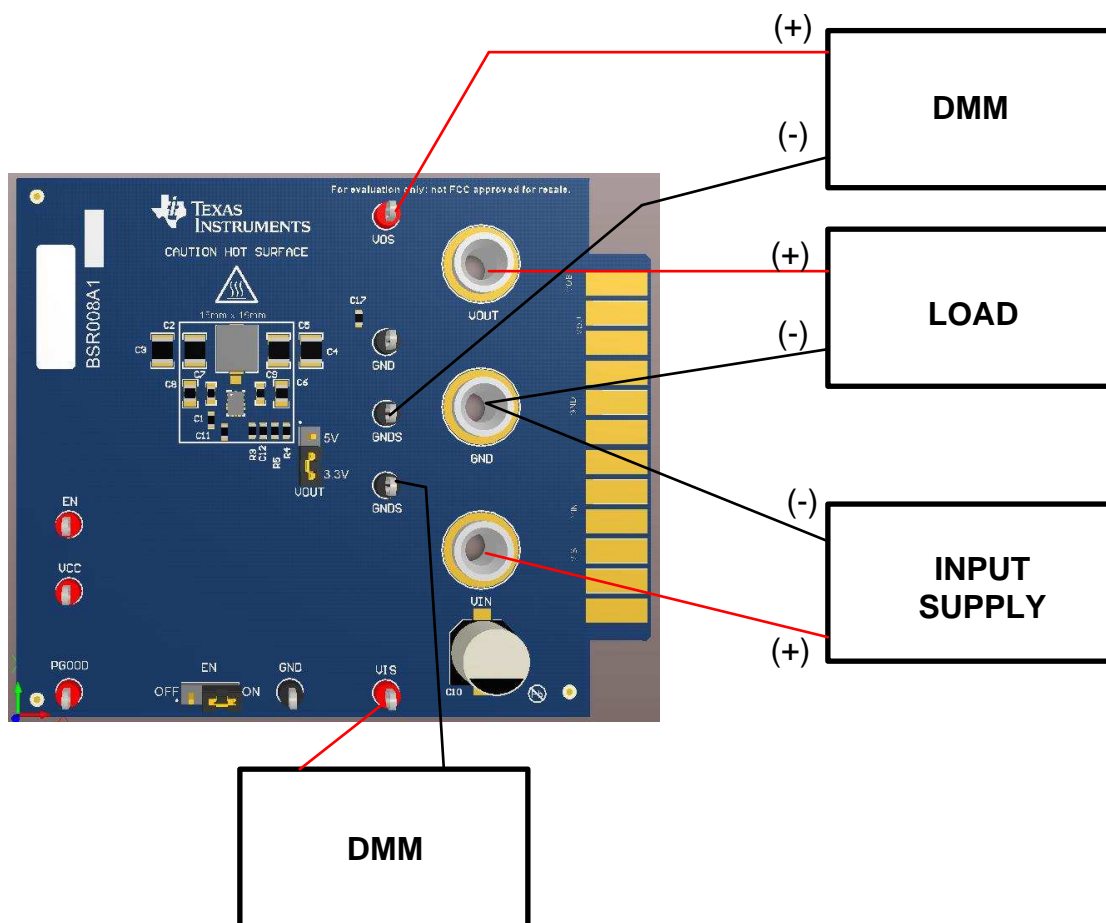 (+)
DMM
(-)
For evaluation only; not FCC approved for resale.
TEXAS
INSTRUMENTS
VOS
CAUTION HOT SURFACE
(+)
LOAD
(-)
BSR008A1
C17
VOUT
C2
C5
C3
C4
C7
C9
C8
C6
GND
C1
C11
GNDS
R3
C12
R5
R4
5V
3.3V
VOUT
GND
GND
GNDS
EN
VIN
(-)
INPUT
SUPPLY
(+)
VCC
VIN
PGOOD
EN
OFF
ON
GND
VIS
C10
DMM